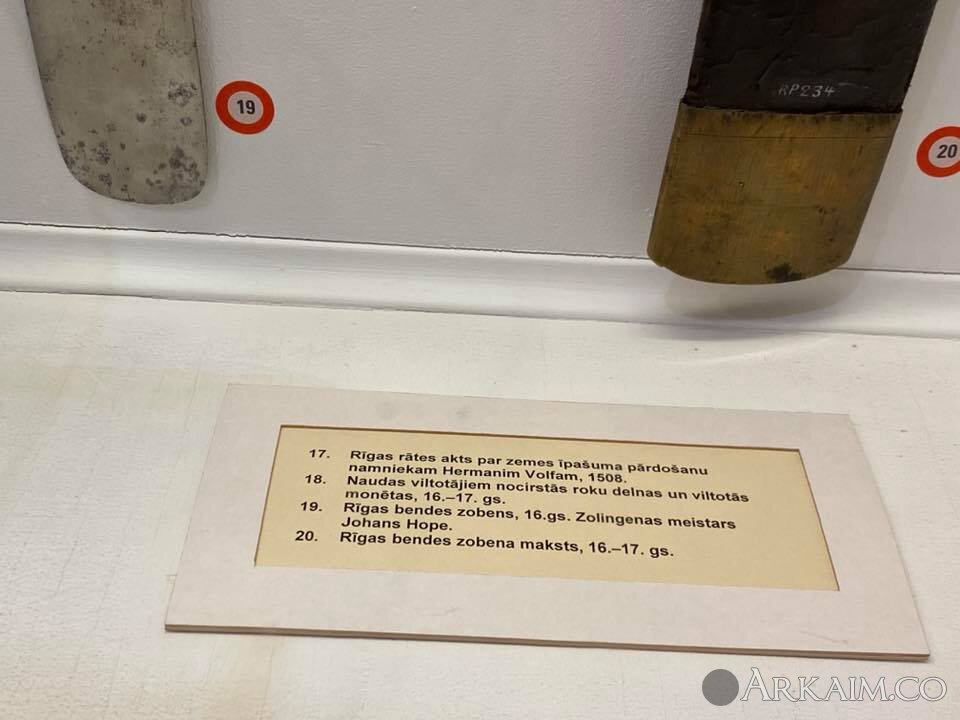 19
RP234
20
17. Rīgas rātes akts par zemes īpašuma pārdošanu
namniekam Hermanim Volfam, 1508.
18. Naudas viltotājiem nocirstās roku delnas un viltotās
monētas, 16.–17. gs.
19. Rīgas bendes zobens, 16.gs. Zolingenas meistars
Johans Hope.
20. Rīgas bendes zobena maksts, 16.–17. gs.
ARKAIM.CO